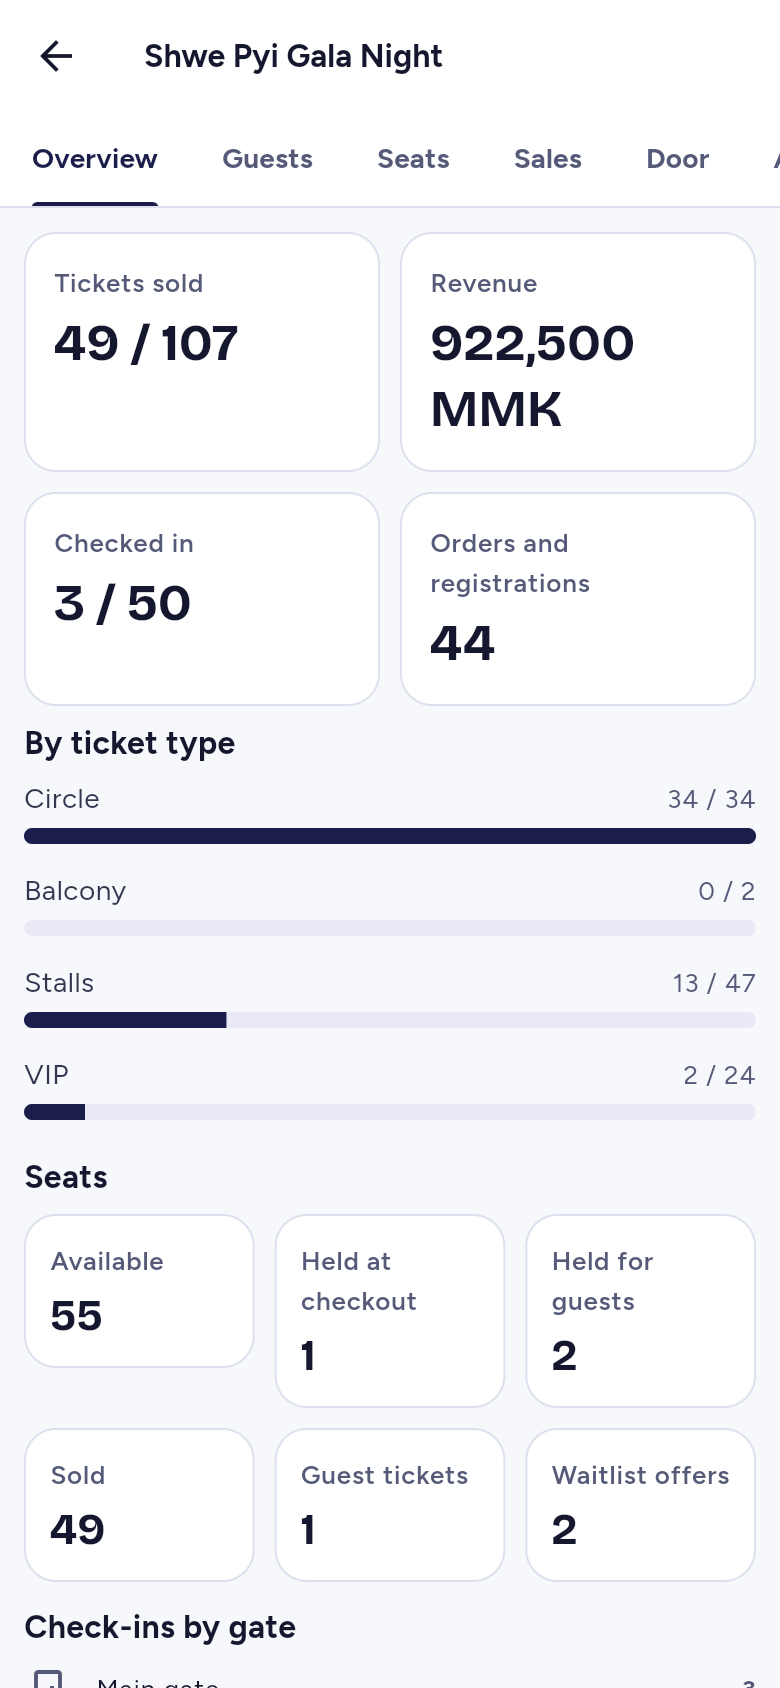 Shwe Pyi Gala Night
Overview Guests Seats Sales Door
Tickets sold
49 / 107
Revenue
922,500
MMK
Checked in
3 / 50
Orders and
registrations
44
By ticket type
Circle 34 / 34
Balcony 0 / 2
Stalls 13 / 47
VIP 2 / 24
Seats
Available
55
Held at
checkout
1
Held for
guests
2
Sold
49
Guest tickets
1
Waitlist offers
2
Check-ins by gate
Main gate